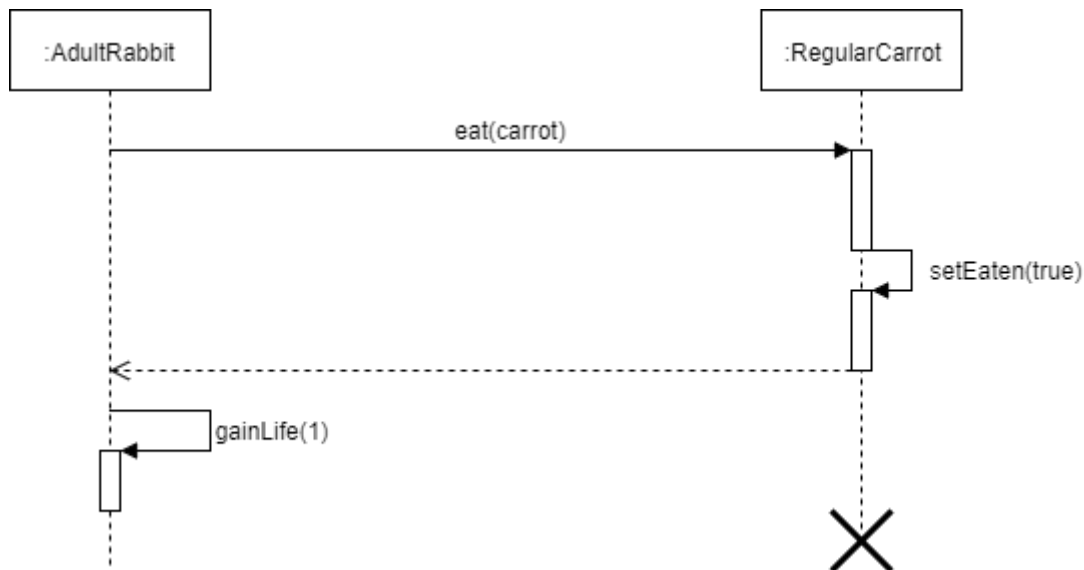 :AdultRabbit
:RegularCarrot
eat(carrot)
setEaten(true)
gainLife(1)